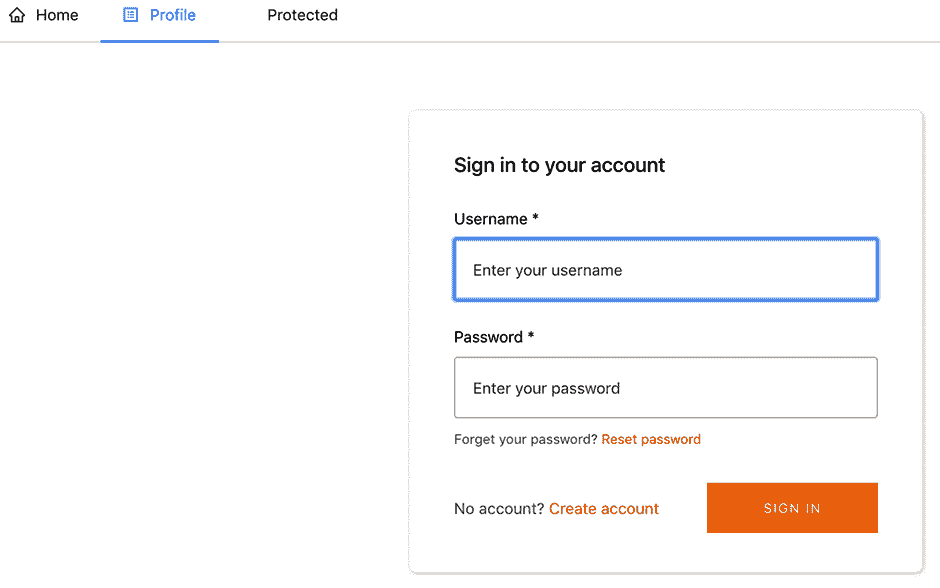 Home Profile Protected
Sign in to your account
Username *
Enter your username
Password *
Enter your password
Forget your password? Reset password
No account? Create account SIGN IN